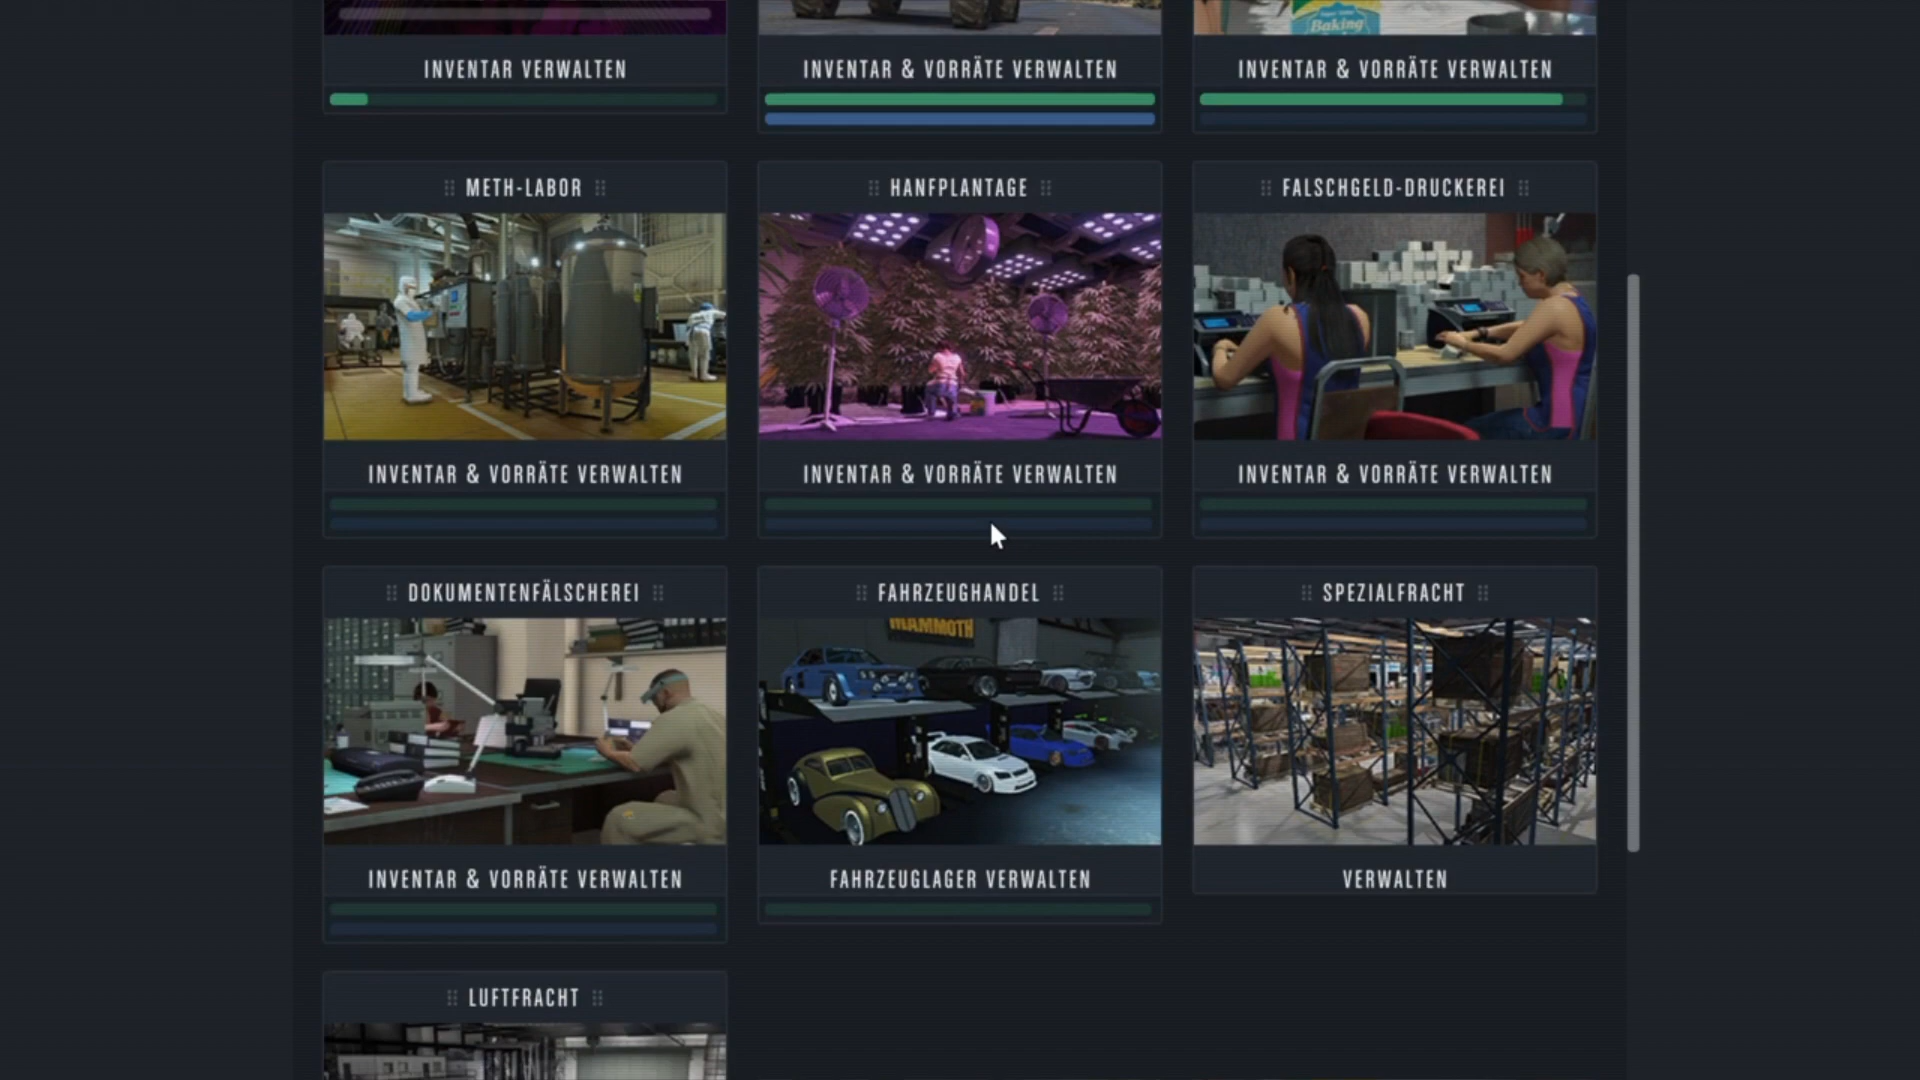 Baking
INVENTAR VERWALTEN
INVENTAR & VORRÄTE VERWALTEN
INVENTAR & VORRÄTE VERWALTEN
METH-LABOR
HANFPLANTAGE
FALSCHGELD-DRUCKEREI
INVENTAR & VORRÄTE VERWALTEN
INVENTAR & VORRÄTE VERWALTEN
INVENTAR & VORRÄTE VERWALTEN
DOKUMENTENFÄLSCHEREI
FAHRZEUGHANDEL
SPEZIALFRACHT
MAMMOTH
INVENTAR & VORRÄTE VERWALTEN
FAHRZEUGLAGER VERWALTEN
VERWALTEN
LUFTFRACHT